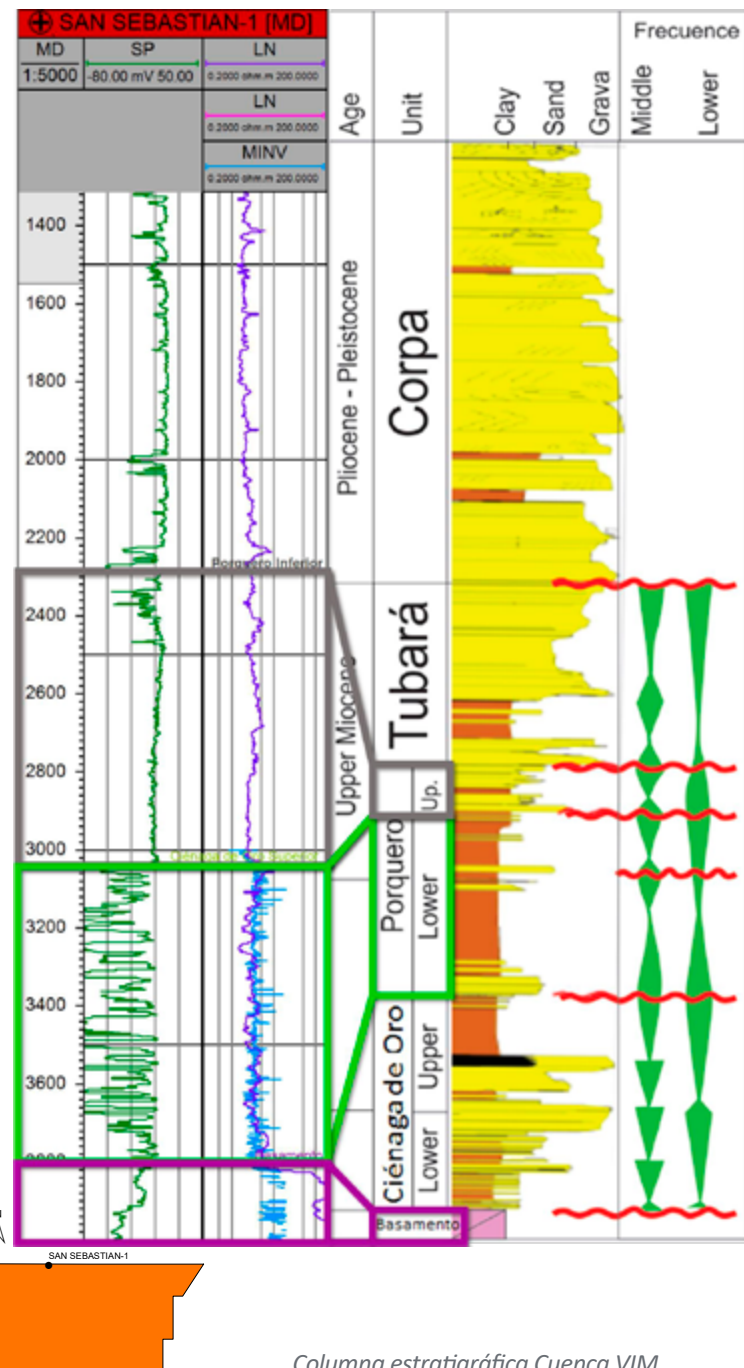 SAN SEBASTIAN-1 [MD]
MD SP LN
1:5000 -80.00 mV 50.00 0.2000 ohm.m 200.0000
LN
0.2000 ohm.m 200.0000
MINV
0.2000 ohm.m 200.0000
Age
Unit
Clay
Sand
Grava
Frecuence
Middle
Lower
1400
1600
1800
2000
2200
Porquero Inferior
2400
2600
2800
3000
3200
3400
3600
Pliocene - Pleistocene
Upper Miocene
Corpa
Tubará
Up.
Porquero
Lower
Ciénaga de Oro
Upper
Lower
Basamento
SAN SEBASTIAN-1
Columna estratigráfica Cuenca VIM